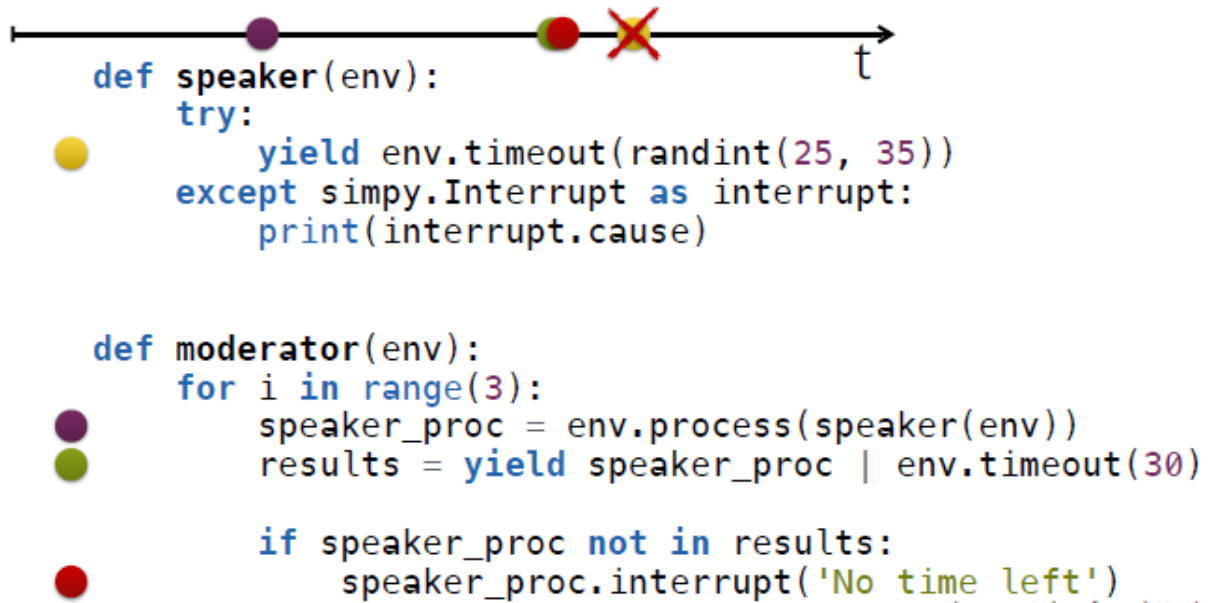 t
def speaker(env):
    try:
        yield env.timeout(randint(25, 35))
    except simpy.Interrupt as interrupt:
        print(interrupt.cause)
def moderator(env):
    for i in range(3):
        speaker_proc = env.process(speaker(env))
        results = yield speaker_proc | env.timeout(30)
        if speaker_proc not in results:
            speaker_proc.interrupt('No time left')